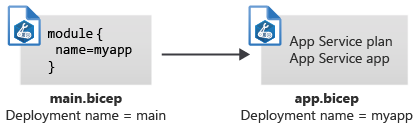 module {
name=myapp
}
main.bicep
Deployment name = main
App Service plan
App Service app
app.bicep
Deployment name = myapp